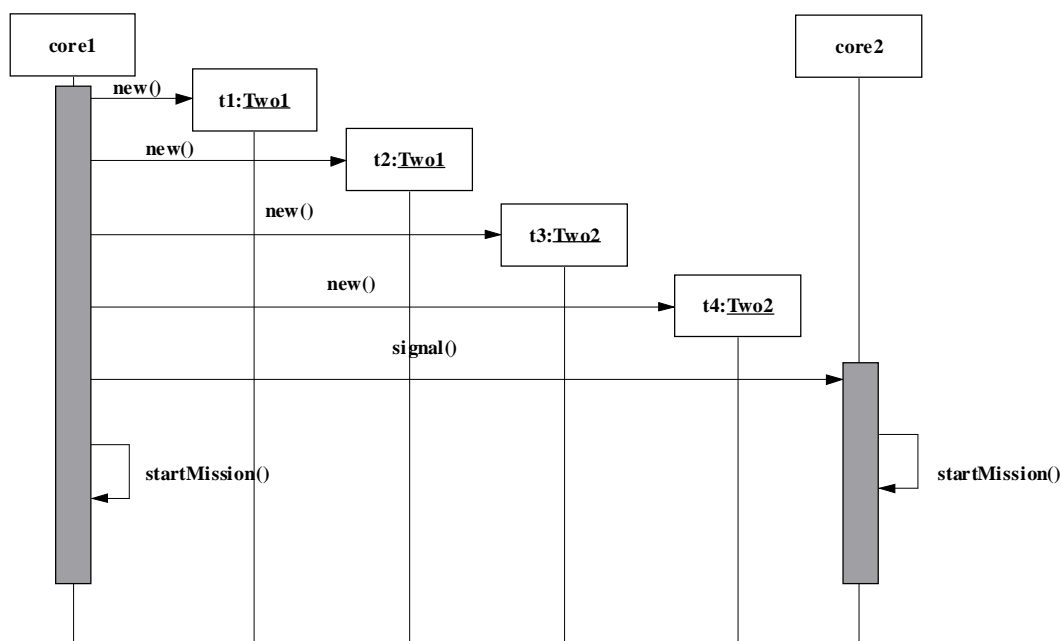 core1
core2
new()
t1:Two1
new()
t2:Two1
new()
t3:Two2
new()
t4:Two2
signal()
startMission()
startMission()